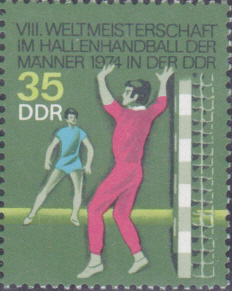 VIII. WELTMEISTERSCHAFT
IM HALLENHANDBALL DER
MÄNNER 1974 IN DER DDR
35
DDR